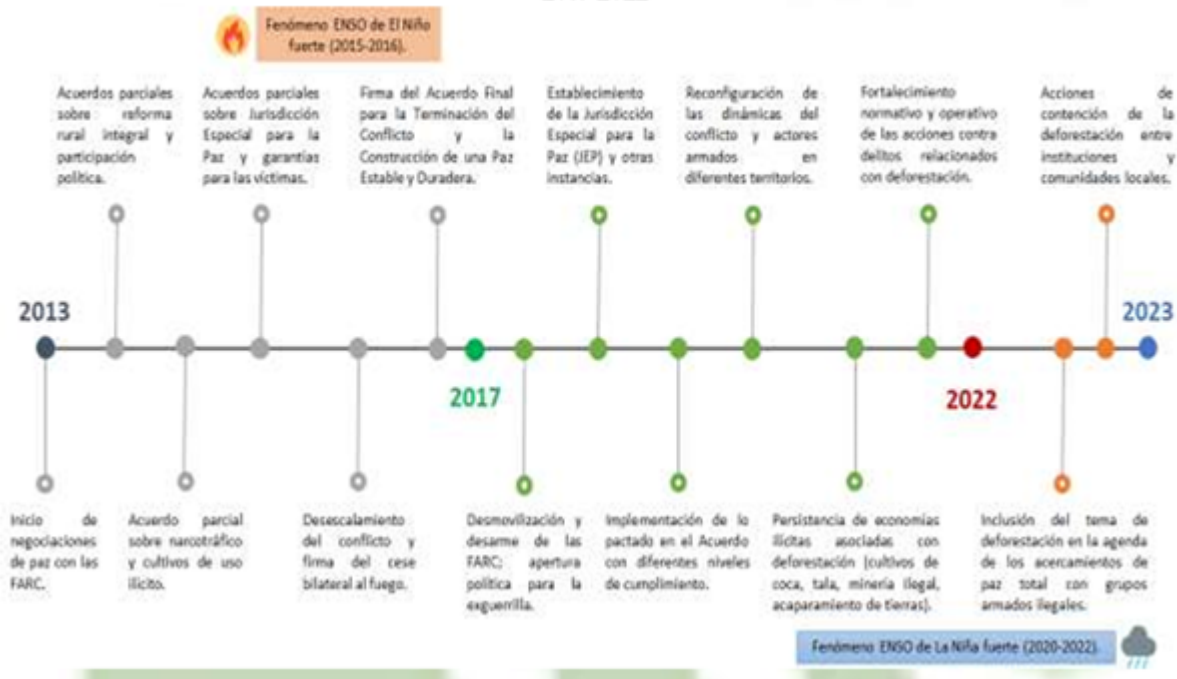 Fenómeno ENSO de El Niño
fuerte (2015-2016).
Acuerdos parciales
sobre reforma
rural integral y
participación
política.
Acuerdos parciales
sobre Jurisdicción
Especial para la
Paz y garantías
para las víctimas.
Firma del Acuerdo Final
para la Terminación del
Conflicto y la
Construcción de una Paz
Estable y Duradera.
Establecimiento
de la Jurisdicción
Especial para la
Paz (JEP) y otras
instancias.
Reconfiguración de
las dinámicas del
conflicto y actores
armados en
diferentes territorios.
Fortalecimiento
normativo y operativo
de las acciones contra
delitos relacionados
con deforestación.
Acciones de
contención de la
deforestación entre
instituciones y
comunidades locales.
2013
2023
2017
2022
Inicio de
negociaciones
de paz con las
FARC.
Acuerdo parcial
sobre narcotráfico
y cultivos de uso
ilícito.
Desescalamiento
del conflicto y
firma del cese
bilateral al fuego.
Desmovilización y
desarme de las
FARC; apertura
política para la
exguerrilla.
Implementación de lo
pactado en el Acuerdo
con diferentes niveles
de cumplimiento.
Persistencia de economías
ilícitas asociadas con
deforestación (cultivos de
coca, tala, minería ilegal,
acaparamiento de tierras).
Inclusión del tema de
deforestación en la agenda
de los acercamientos de
paz total con grupos
armados ilegales.
Fenómeno ENSO de La Niña fuerte (2020-2022).